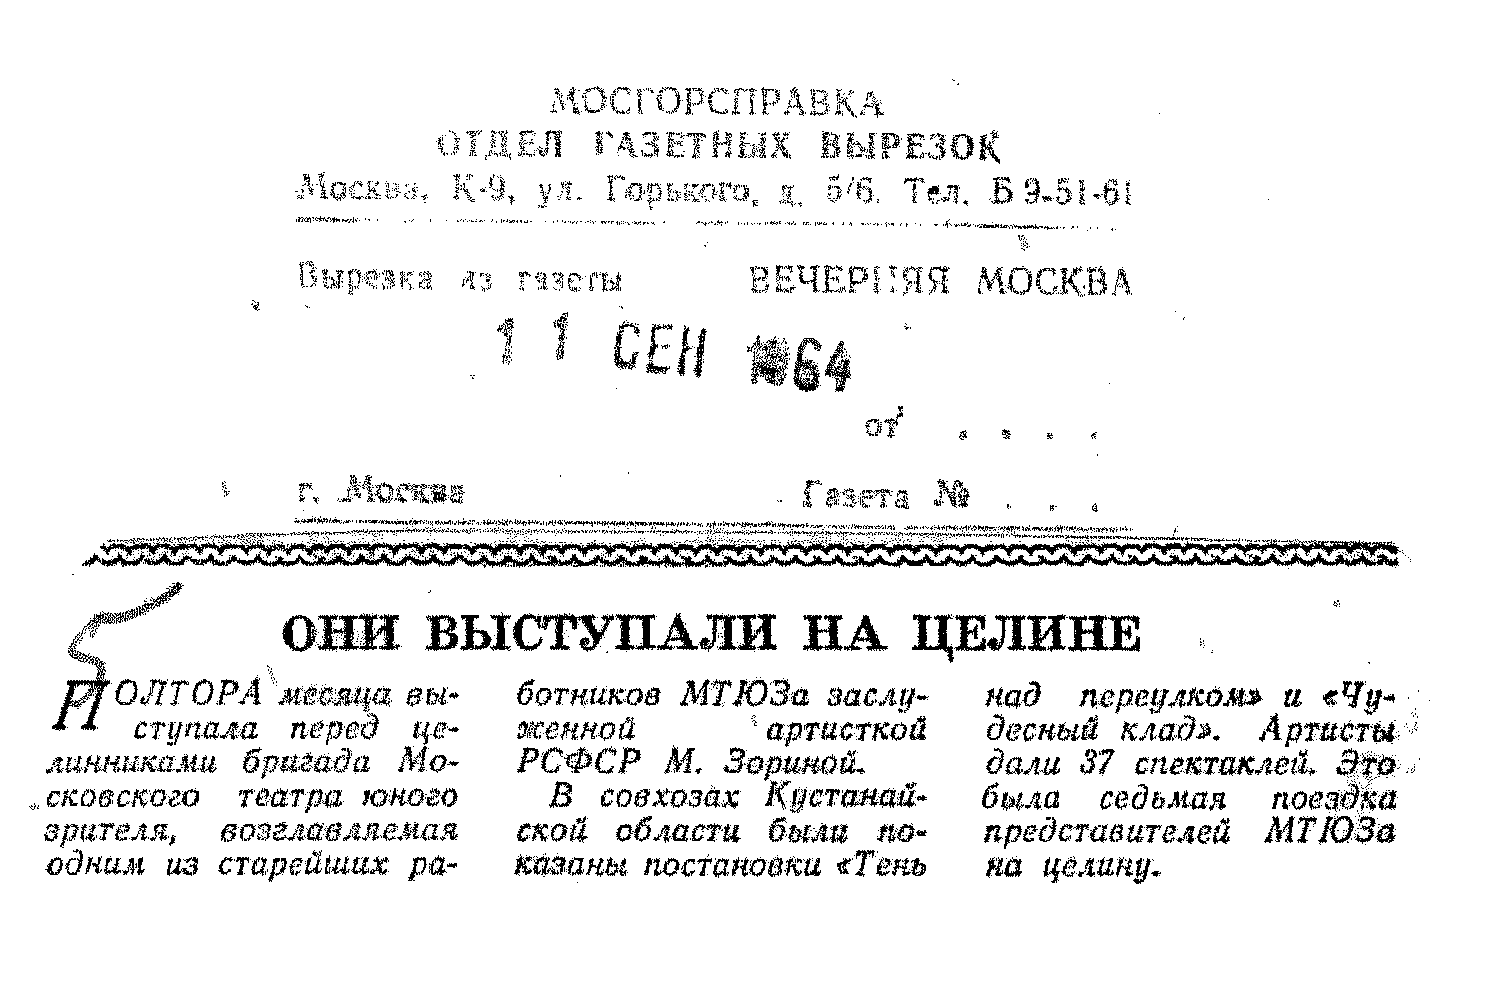 МОСГОРСПРАВКА
ОТДЕЛ ГАЗЕТНЫХ ВЫРЕЗОК
Москва, К-9, ул. Горького, д. 5/6. Тел. Б 9-51-61
Вырезка из газеты ВЕЧЕРНЯЯ МОСКВА
11 СЕН 1964
от . . . .
г. Москва Газета № . . .
ОНИ ВЫСТУПАЛИ НА ЦЕЛИНЕ
ПОЛТОРА месяца вы-
ступала перед це-
линниками бригада Мо-
сковского театра юного
зрителя, возглавляемая
одним из старейших ра-
ботников МТЮЗа заслу-
женной артисткой
РСФСР М. Зориной.
В совхозах Кустанай-
ской области были по-
казаны постановки «Тень
над переулком» и «Чу-
десный клад». Артисты
дали 37 спектаклей. Это
была седьмая поездка
представителей МТЮЗа
на целину.